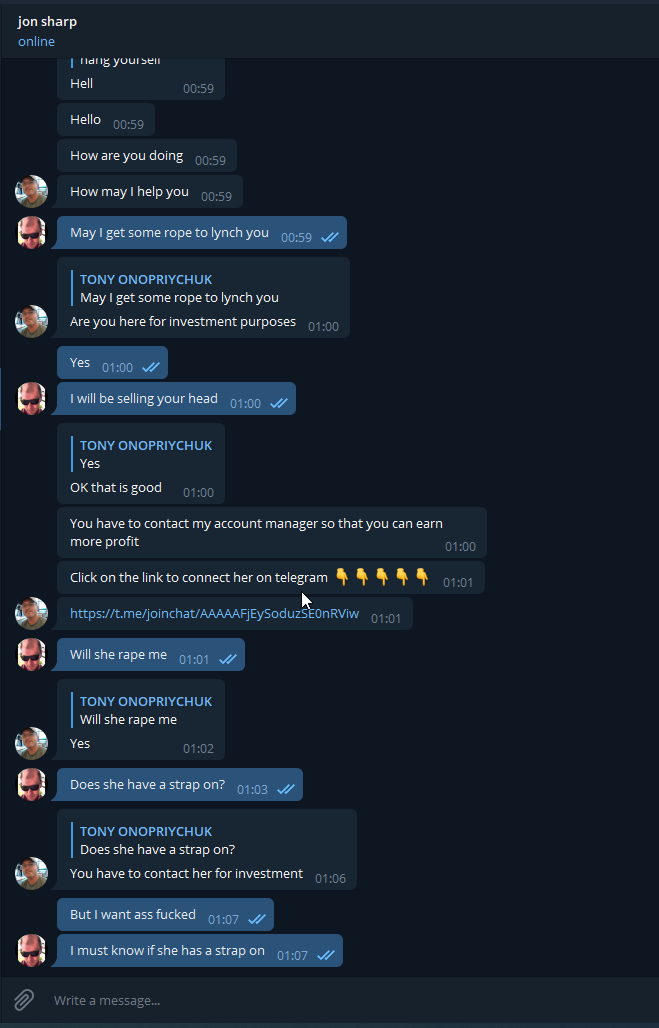 jon sharp
online
hang yourself
Hell 00:59
Hello 00:59
How are you doing 00:59
How may I help you 00:59
May I get some rope to lynch you 00:59
TONY ONOPRIYCHUK
May I get some rope to lynch you
Are you here for investment purposes 01:00
Yes 01:00
I will be selling your head 01:00
TONY ONOPRIYCHUK
Yes
OK that is good 01:00
You have to contact my account manager so that you can earn
more profit 01:00
Click on the link to connect her on telegram 👇👇👇👇👇 01:01
https://t.me/joinchat/AAAAAFjEySoduzSE0nRViw 01:01
Will she rape me 01:01
TONY ONOPRIYCHUK
Will she rape me
Yes 01:02
Does she have a strap on? 01:03
TONY ONOPRIYCHUK
Does she have a strap on?
You have to contact her for investment 01:06
But I want ass fucked 01:07
I must know if she has a strap on 01:07
Write a message...